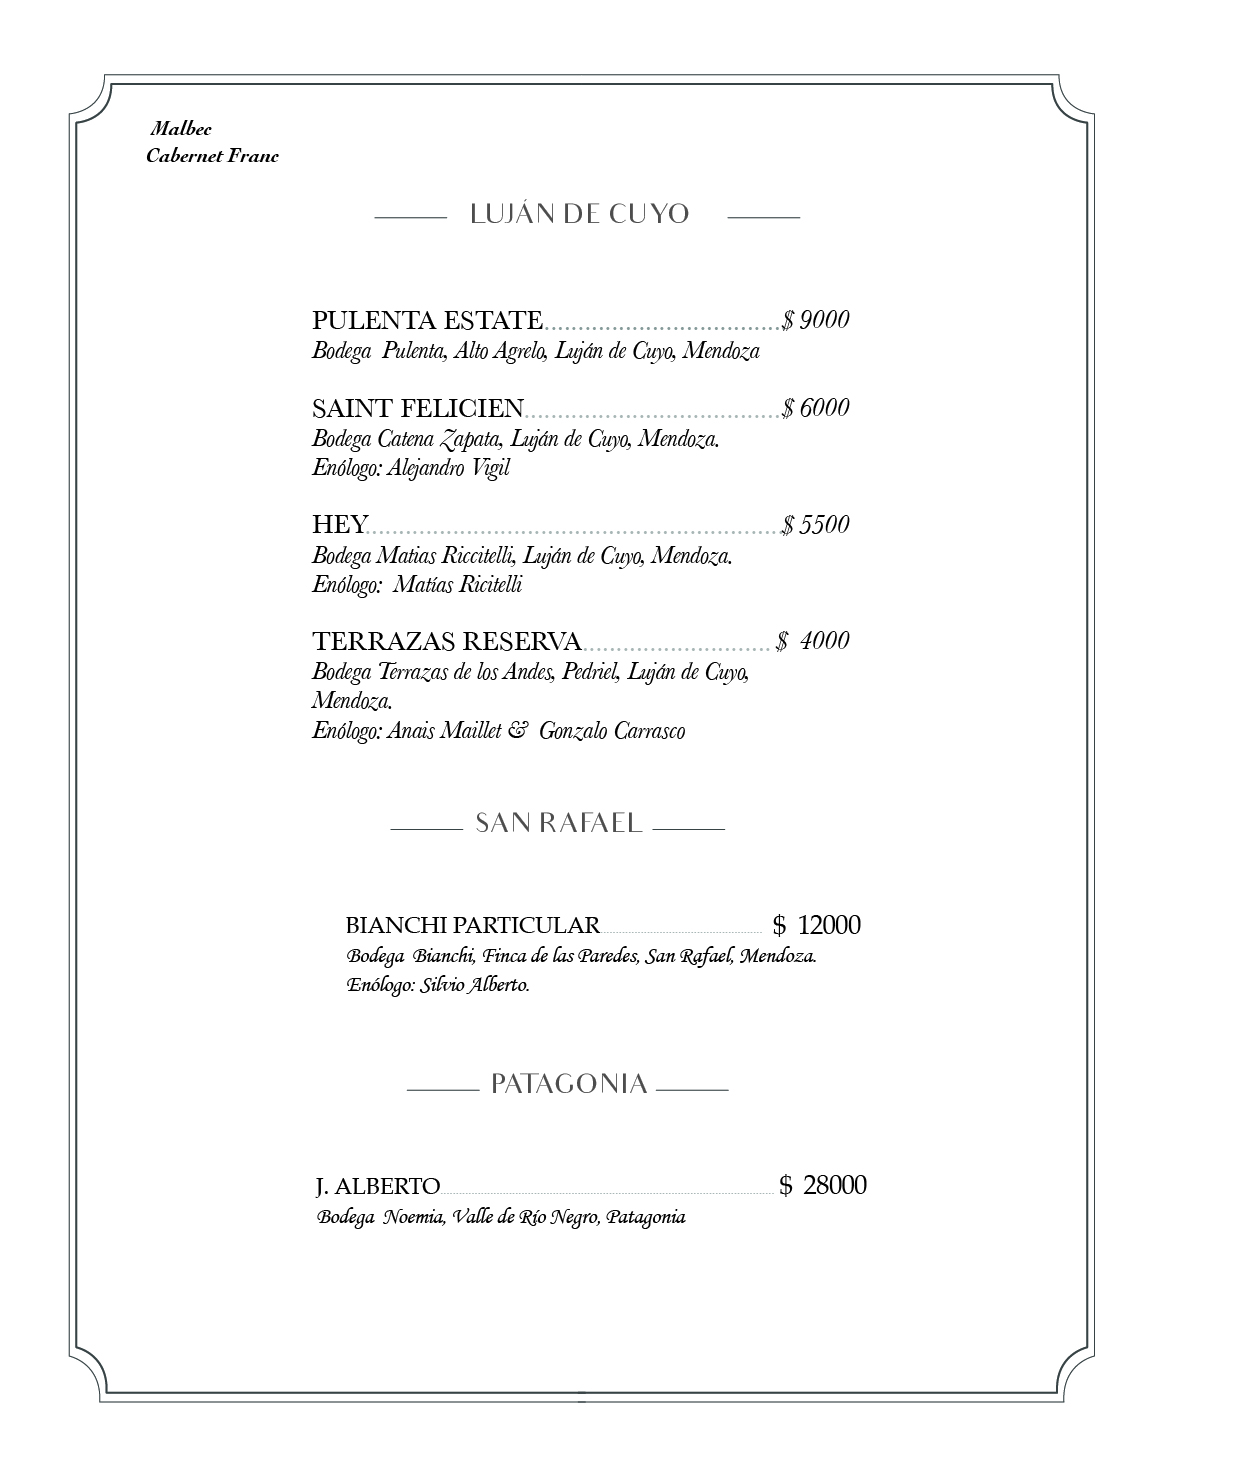 Malbec
Cabernet Franc
LUJÁN DE CUYO
PULENTA ESTATE........................................$ 9000
Bodega Pulenta, Alto Agrelo, Luján de Cuyo, Mendoza
SAINT FELICIEN........................................$ 6000
Bodega Catena Zapata, Luján de Cuyo, Mendoza.
Enólogo: Alejandro Vigil
HEY........................................$ 5500
Bodega Matias Riccitelli, Luján de Cuyo, Mendoza.
Enólogo: Matías Ricitelli
TERRAZAS RESERVA............................ $ 4000
Bodega Terrazas de los Andes, Pedriel, Luján de Cuyo,
Mendoza.
Enólogo: Anais Maillet & Gonzalo Carrasco
SAN RAFAEL
BIANCHI PARTICULAR........................................ $ 12000
Bodega Bianchi, Finca de las Paredes, San Rafael, Mendoza.
Enólogo: Silvio Alberto.
PATAGONIA
J. ALBERTO........................................ $ 28000
Bodega Noemia, Valle de Río Negro, Patagonia